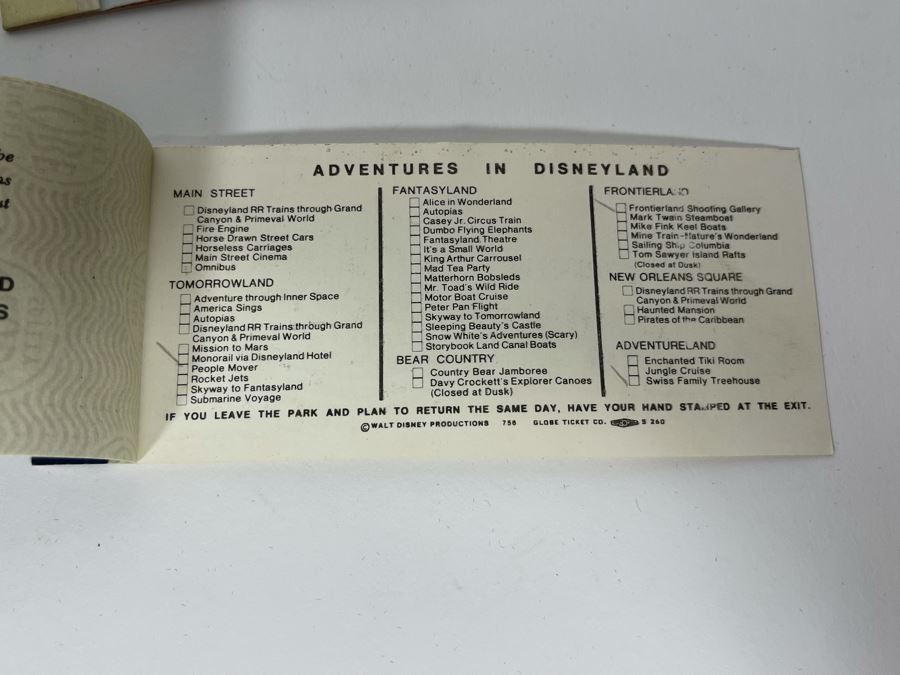 be
as
ut
D
S
ADVENTURES IN DISNEYLAND
MAIN STREET
Disneyland RR Trains through Grand
Canyon & Primeval World
Fire Engine
Horse Drawn Street Cars
Horseless Carriages
Main Street Cinema
Omnibus
TOMORROWLAND
Adventure through Inner Space
America Sings
Autopias
Disneyland RR Trains through Grand
Canyon & Primeval World
Mission to Mars
Monorail via Disneyland Hotel
People Mover
Rocket Jets
Skyway to Fantasyland
Submarine Voyage
FANTASYLAND
Alice in Wonderland
Autopias
Casey Jr. Circus Train
Dumbo Flying Elephants
Fantasyland Theatre
It's a Small World
King Arthur Carrousel
Mad Tea Party
Matterhorn Bobsleds
Mr. Toad's Wild Ride
Motor Boat Cruise
Peter Pan Flight
Skyway to Tomorrowland
Sleeping Beauty's Castle
Snow White's Adventures (Scary)
Storybook Land Canal Boats
BEAR COUNTRY
Country Bear Jamboree
Davy Crockett's Explorer Canoes
(Closed at Dusk)
FRONTIERLAND
Frontierland Shooting Gallery
Mark Twain Steamboat
Mike Fink Keel Boats
Mine Train-Nature's Wonderland
Sailing Ship Columbia
Tom Sawyer Island Rafts
(Closed at Dusk)
NEW ORLEANS SQUARE
Disneyland RR Trains through Grand
Canyon & Primeval World
Haunted Mansion
Pirates of the Caribbean
ADVENTURELAND
Enchanted Tiki Room
Jungle Cruise
Swiss Family Treehouse
IF YOU LEAVE THE PARK AND PLAN TO RETURN THE SAME DAY, HAVE YOUR HAND STAMPED AT THE EXIT.
© WALT DISNEY PRODUCTIONS 756 GLOBE TICKET CO. S 260